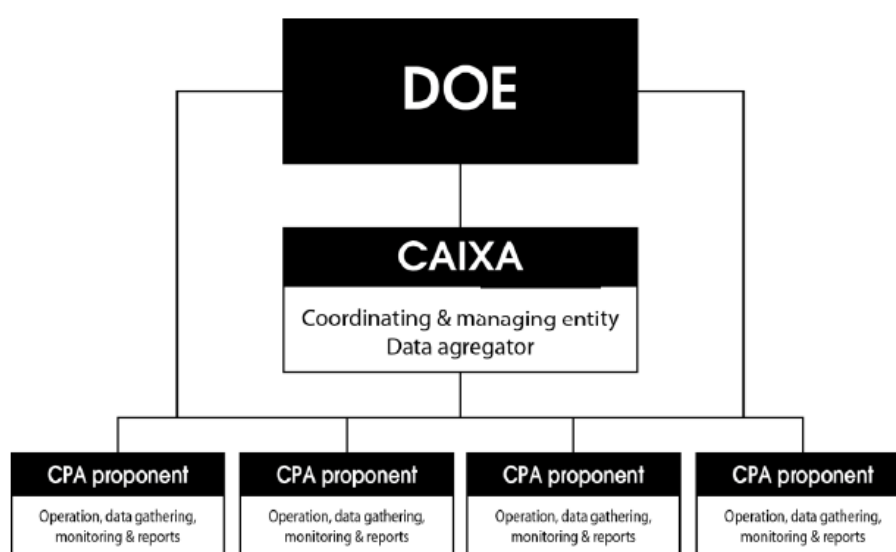 DOE
CAIXA
Coordinating & managing entity
Data agregator
CPA proponent
Operation, data gathering,
monitoring & reports
CPA proponent
Operation, data gathering,
monitoring & reports
CPA proponent
Operation, data gathering,
monitoring & reports
CPA proponent
Operation, data gathering,
monitoring & reports